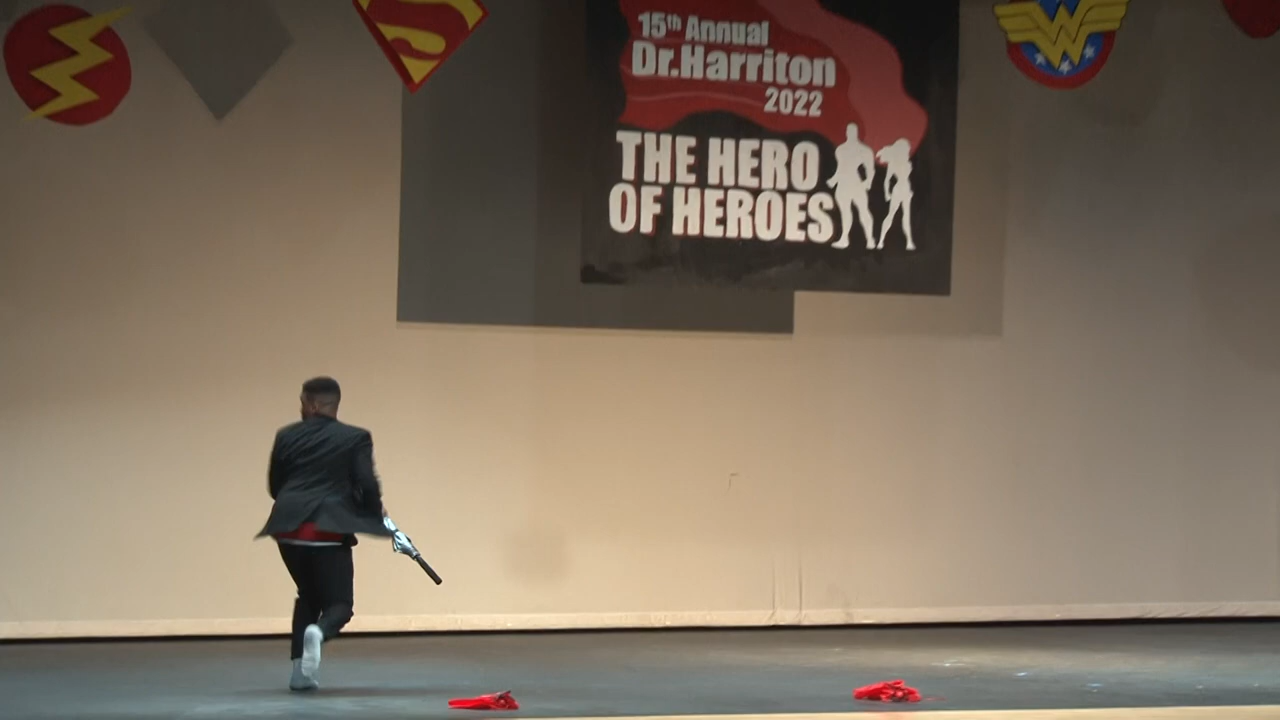 15th Annual
Dr.Harriton
2022
THE HERO
OF HEROES
S
W